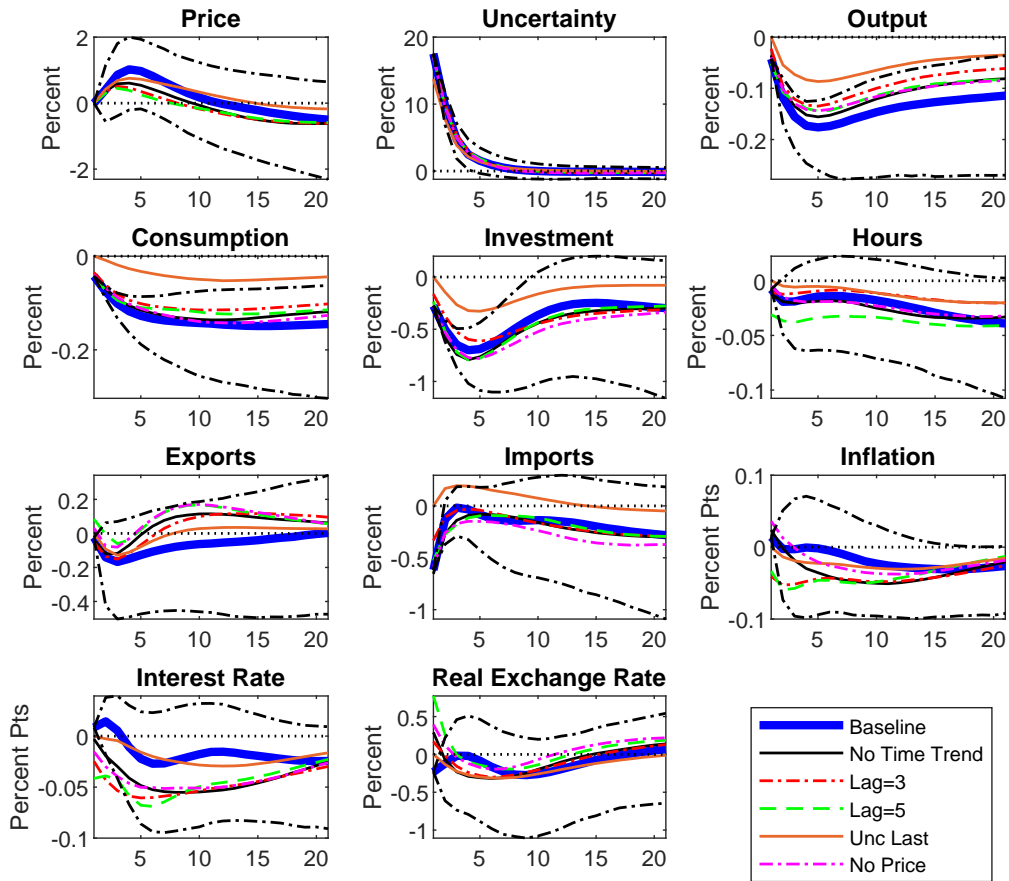 Price
Uncertainty
Output
Percent
2
0
-2
5 10 15 20
20
10
0
5 10 15 20
Percent
0
-0.1
-0.2
5 10 15 20
Consumption
Investment
Hours
Percent
0
-0.2
5 10 15 20
Percent
0
-0.5
-1
5 10 15 20
Percent
0
-0.05
-0.1
5 10 15 20
Exports
Imports
Inflation
Percent
0.2
0
-0.2
-0.4
5 10 15 20
Percent
0
-0.5
-1
5 10 15 20
Percent Pts
0.1
0
-0.1
5 10 15 20
Interest Rate
Real Exchange Rate
Percent Pts
0
-0.05
-0.1
5 10 15 20
Percent
0.5
0
-0.5
-1
5 10 15 20
Baseline
No Time Trend
Lag=3
Lag=5
Unc Last
No Price